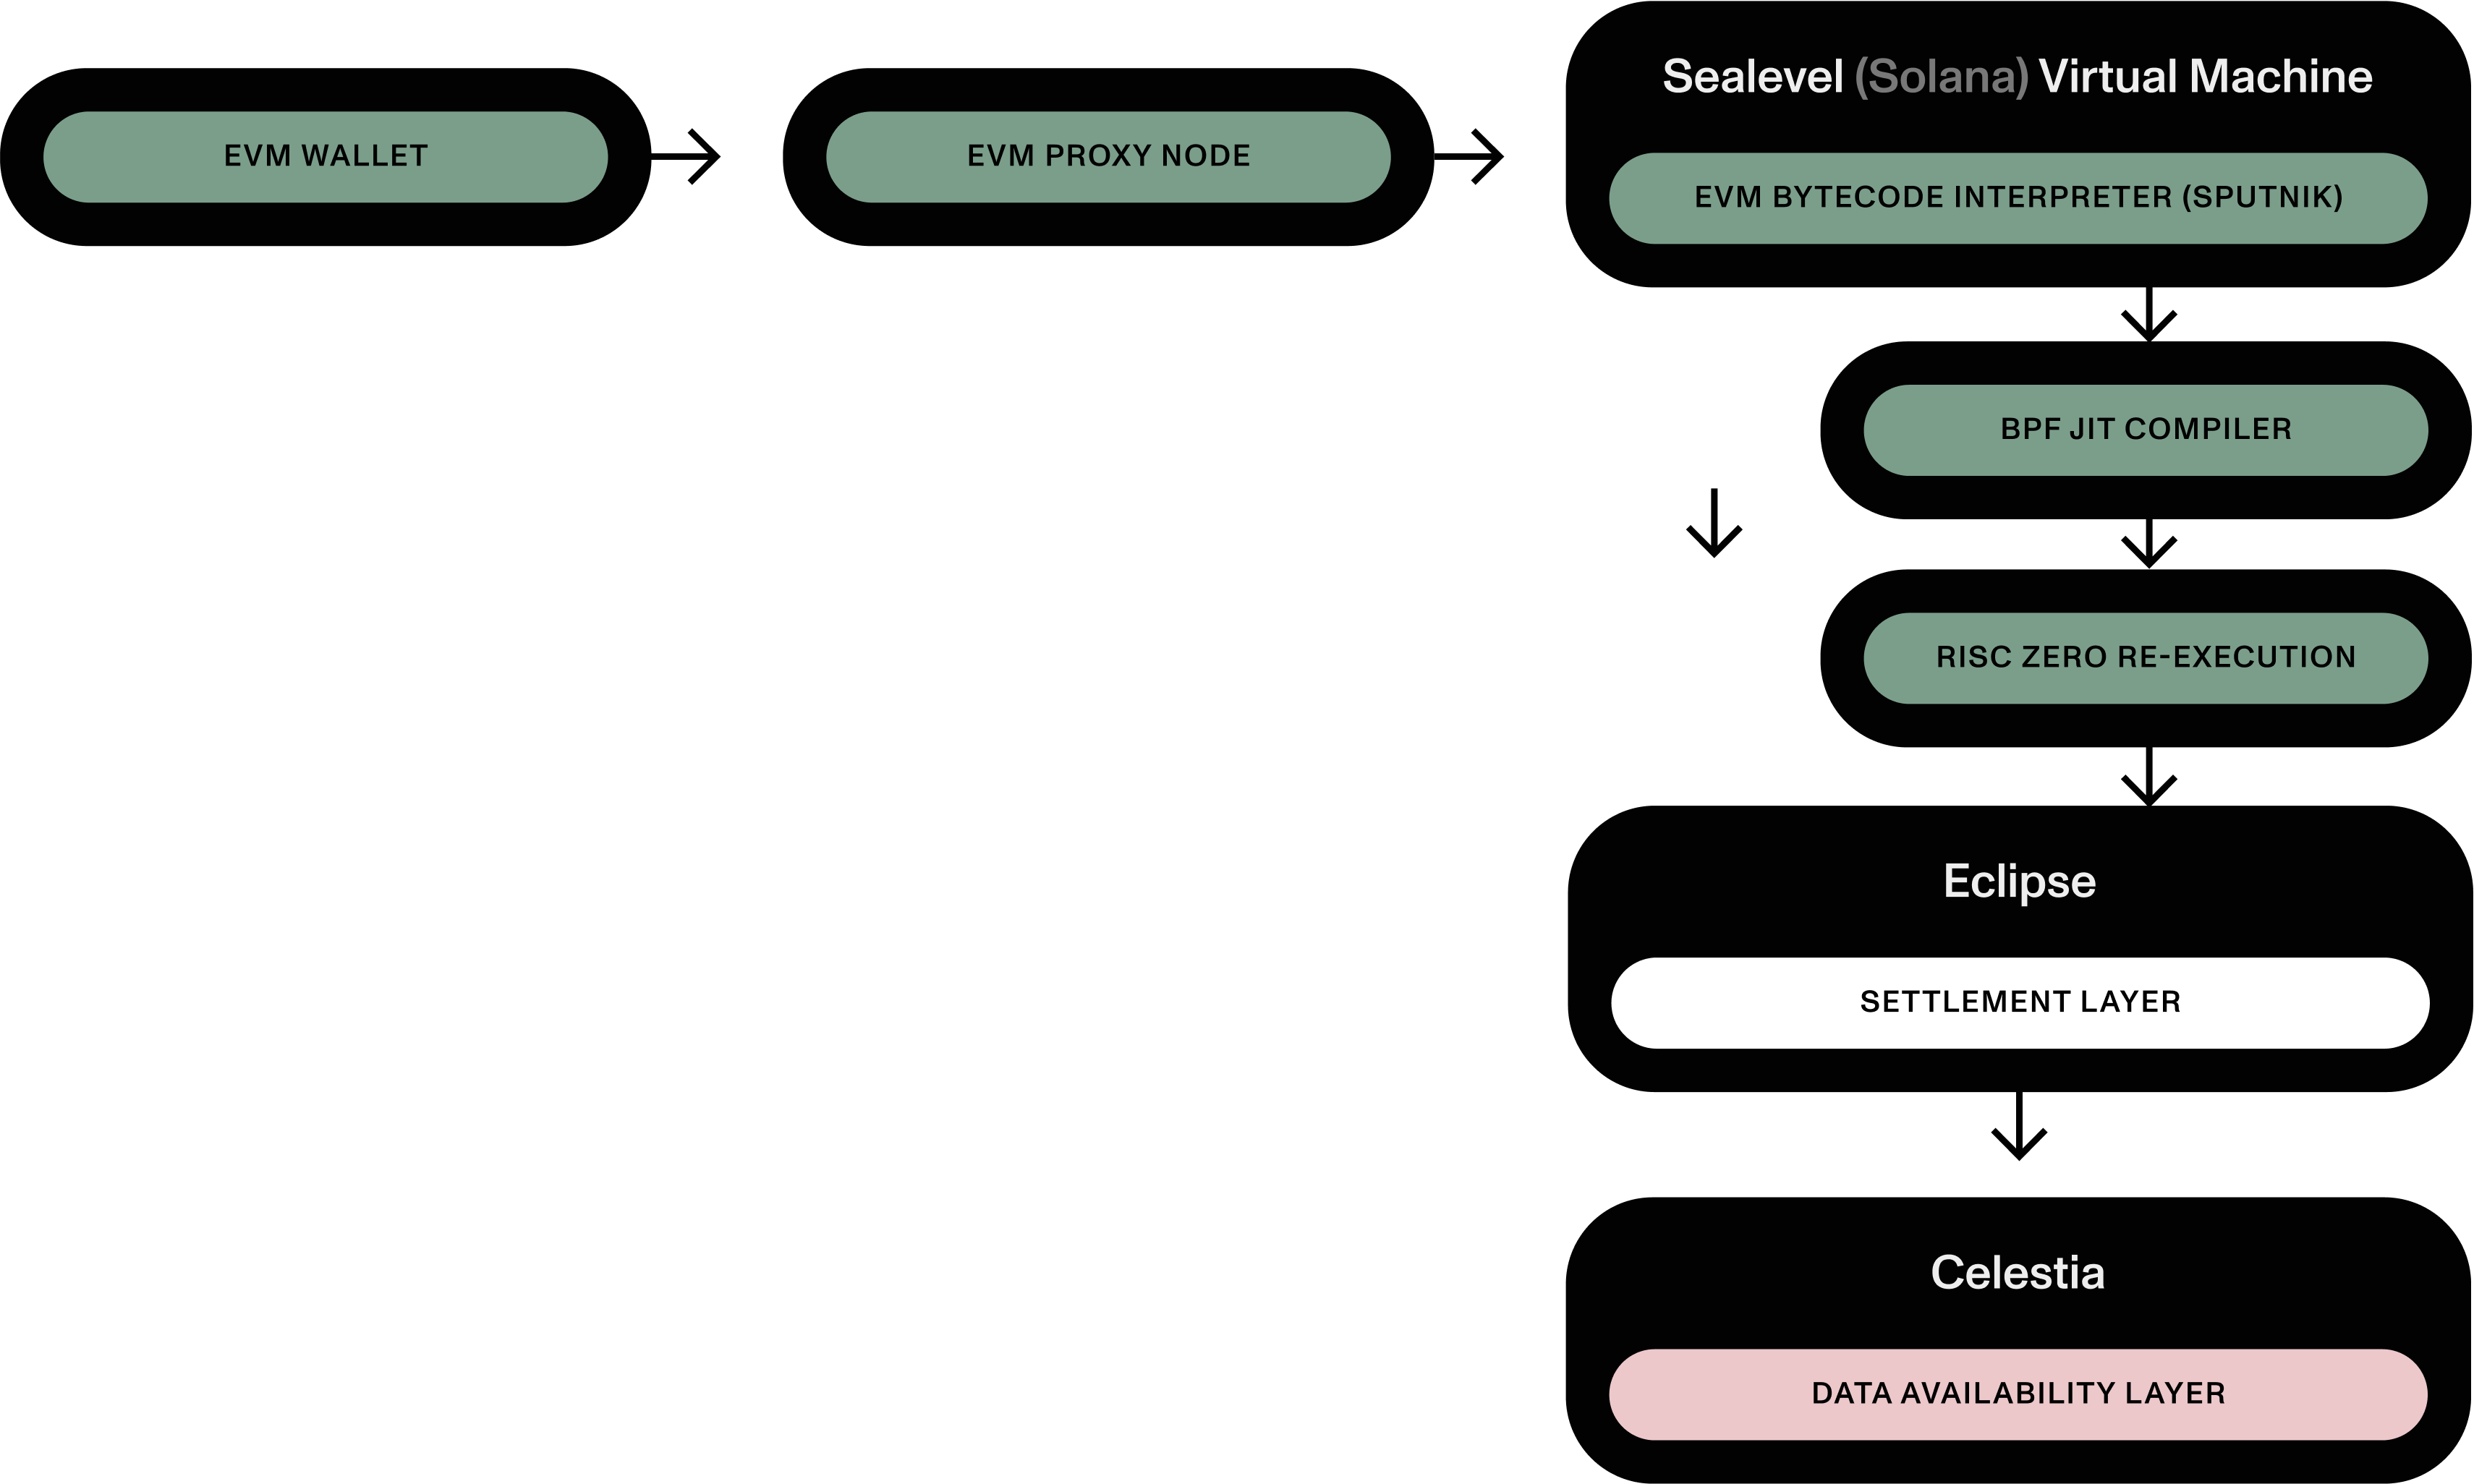 EVM WALLET
EVM PROXY NODE
Sealevel (Solana) Virtual Machine
EVM BYTECODE INTERPRETER (SPUTNIK)
BPF JIT COMPILER
RISC ZERO RE-EXECUTION
Eclipse
SETTLEMENT LAYER
Celestia
DATA AVAILABILITY LAYER